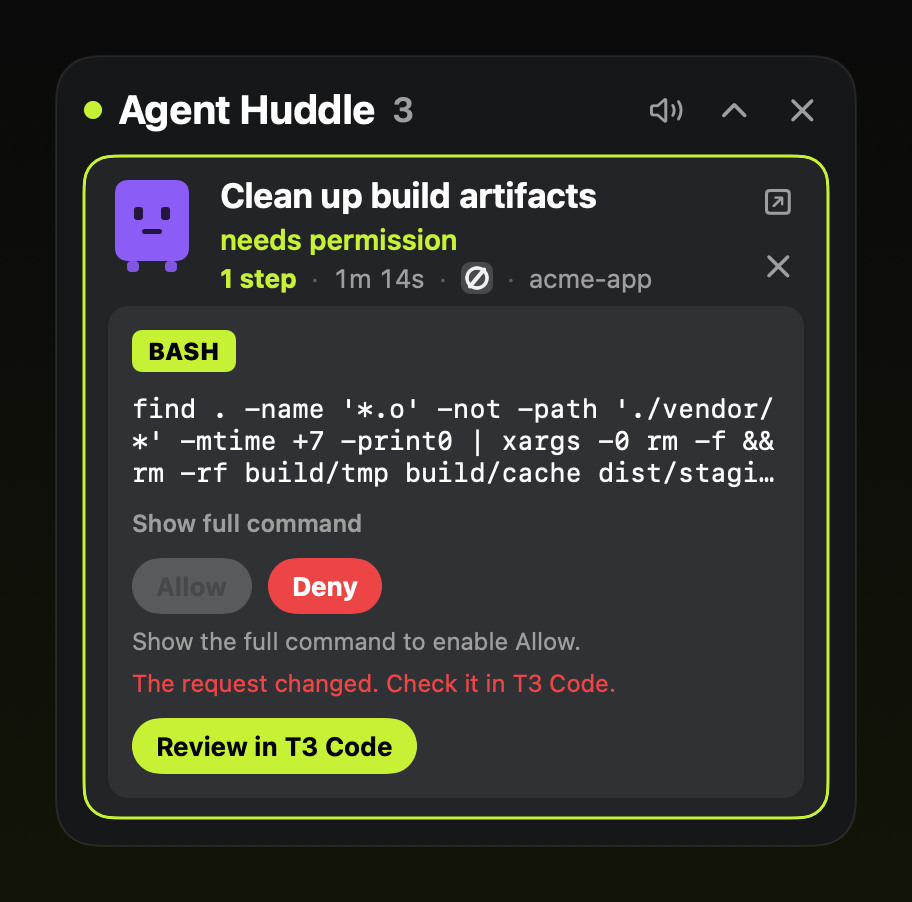 Agent Huddle 3
Clean up build artifacts
needs permission
1 step · 1m 14s · · acme-app
BASH
find . -name '*.o' -not -path './vendor/
*' -mtime +7 -print0 | xargs -0 rm -f &&
rm -rf build/tmp build/cache dist/stagi…
Show full command
Allow Deny
Show the full command to enable Allow.
The request changed. Check it in T3 Code.
Review in T3 Code